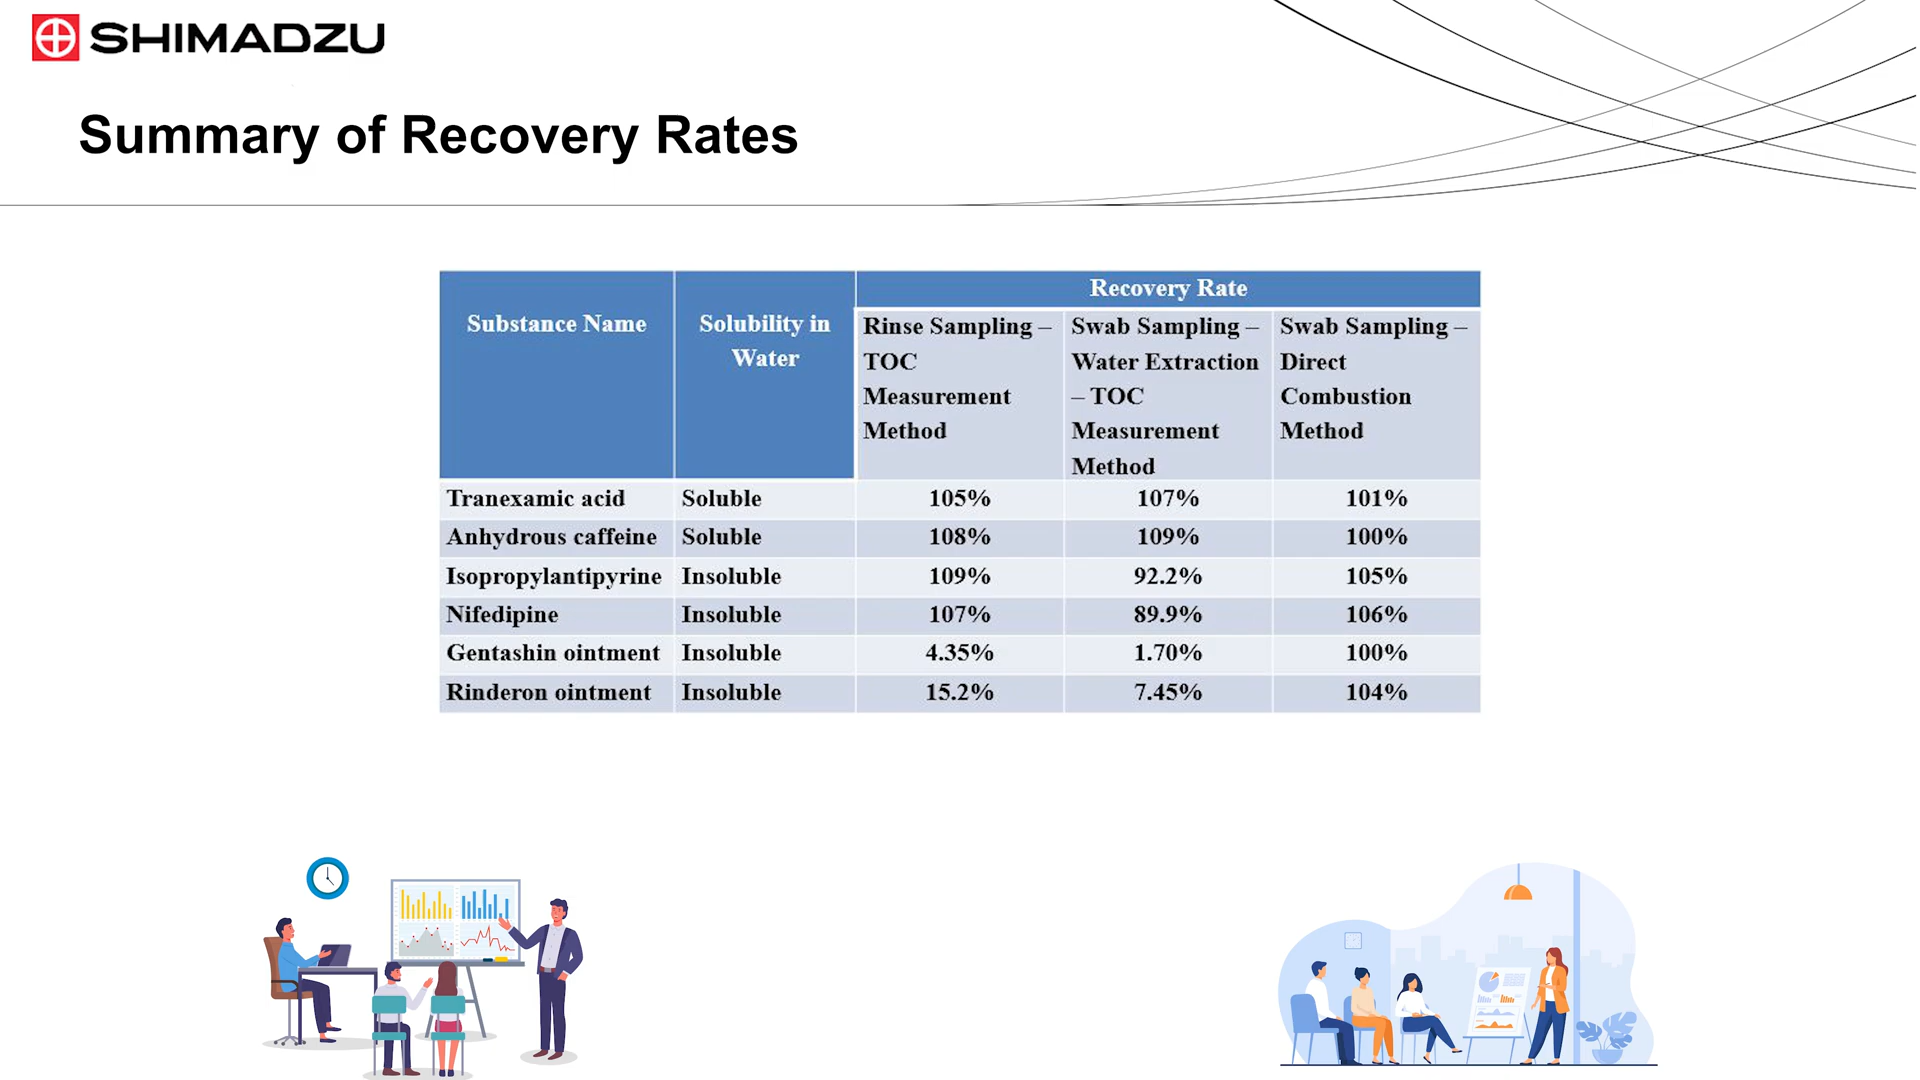 SHIMADZU
Summary of Recovery Rates
Substance Name
Solubility in
Water
Recovery Rate
Rinse Sampling –
TOC
Measurement
Method
Swab Sampling –
Water Extraction
– TOC
Measurement
Method
Swab Sampling –
Direct
Combustion
Method
Tranexamic acid Soluble 105% 107% 101%
Anhydrous caffeine Soluble 108% 109% 100%
Isopropylantipyrine Insoluble 109% 92.2% 105%
Nifedipine Insoluble 107% 89.9% 106%
Gentashin ointment Insoluble 4.35% 1.70% 100%
Rinderon ointment Insoluble 15.2% 7.45% 104%